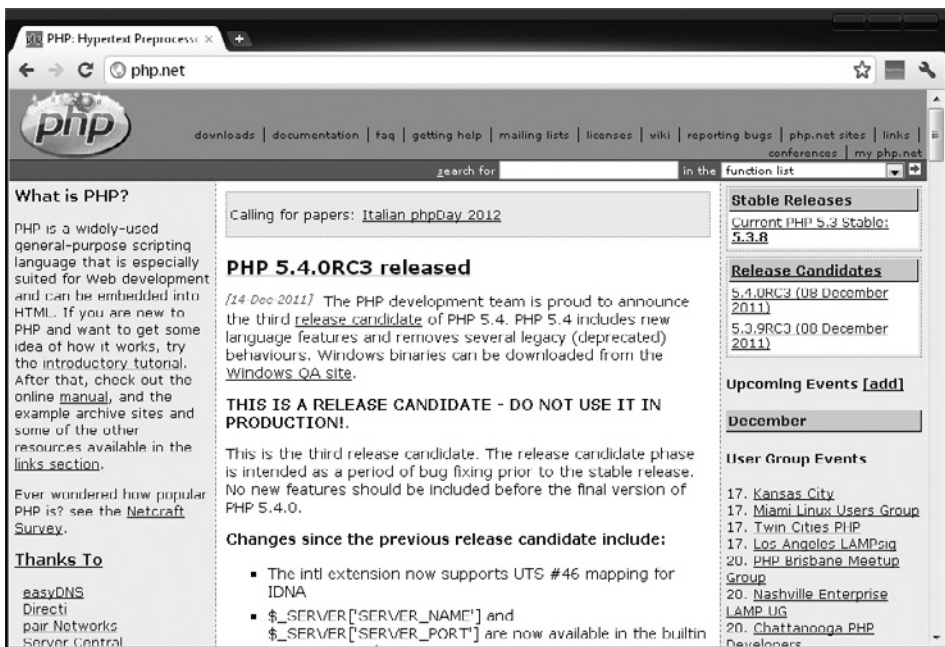 PHP: Hypertext Preprocesso
php.net
php
downloads | documentation | faq | getting help | mailing lists | licenses | wiki | reporting bugs | php.net sites | links |
conferences | my php.net
search for
in the
function list
What is PHP?
PHP is a widely-used
general-purpose scripting
language that is especially
suited for Web development
and can be embedded into
HTML. If you are new to
PHP and want to get some
idea of how it works, try
the introductory tutorial.
After that, check out the
online manual, and the
example archive sites and
some of the other
resources available in the
links section.
Ever wondered how popular
PHP is? see the Netcraft
Survey.
Thanks To
easyDNS
Directi
pair Networks
Server Central
Calling for papers: Italian phpDay 2012
PHP 5.4.0RC3 released
[14-Dec-2011] The PHP development team is proud to announce
the third release candidate of PHP 5.4. PHP 5.4 includes new
language features and removes several legacy (deprecated)
behaviours. Windows binaries can be downloaded from the
Windows QA site.
THIS IS A RELEASE CANDIDATE - DO NOT USE IT IN
PRODUCTION!.
This is the third release candidate. The release candidate phase
is intended as a period of bug fixing prior to the stable release.
No new features should be included before the final version of
PHP 5.4.0.
Changes since the previous release candidate include:
▪ The intl extension now supports UTS #46 mapping for
IDNA
▪ $_SERVER['SERVER_NAME'] and
$_SERVER['SERVER_PORT'] are now available in the builtin
Stable Releases
Current PHP 5.3 Stable:
5.3.8
Release Candidates
5.4.0RC3 (08 December
2011)
5.3.9RC3 (08 December
2011)
Upcoming Events [add]
December
User Group Events
17. Kansas City
17. Miami Linux Users Group
17. Twin Cities PHP
17. Los Angeles LAMPsig
20. PHP Brisbane Meetup
Group
20. Nashville Enterprise
LAMP UG
20. Chattanooga PHP
Developers